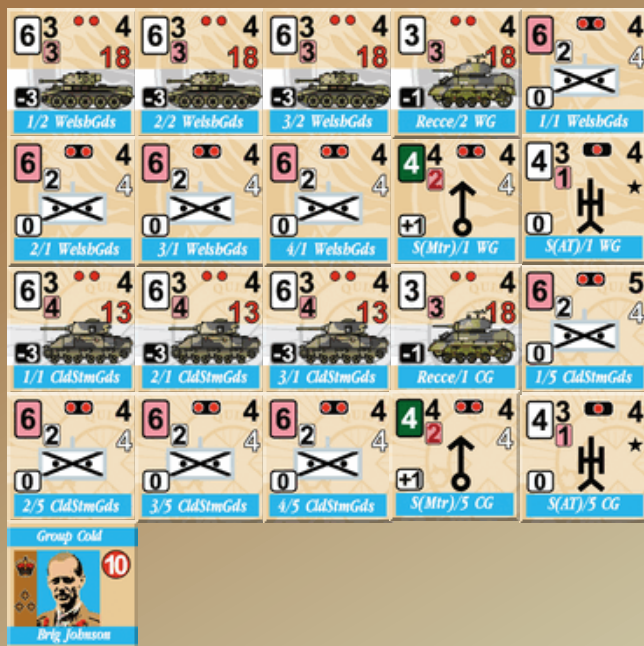 6 3 4
3 18
-3
1/2 WelshGds
6 3 4
3 18
-3
2/2 WelshGds
6 3 4
3 18
-3
3/2 WelshGds
3 4
3 18
-1
Recce/2 WG
6 4
2 4
0
1/1 WelshGds
6 4
2 4
0
2/1 WelshGds
6 4
2 4
0
3/1 WelshGds
6 4
2 4
0
4/1 WelshGds
4 4 4
2 4
+1
S(Mtr)/1 WG
4 3 4
1
0
S(AT)/1 WG
6 3 4
4 13
-3
1/1 CldStmGds
6 3 4
4 13
-3
2/1 CldStmGds
6 3 4
4 13
-3
3/1 CldStmGds
3 4
3 18
-1
Recce/1 CG
6 5
2 4
0
1/5 CldStmGds
6 4
2 4
0
2/5 CldStmGds
6 4
2 4
0
3/5 CldStmGds
6 4
2 4
0
4/5 CldStmGds
4 4 4
2 4
+1
S(Mtr)/5 CG
4 3 4
1
0
S(AT)/5 CG
Group Cold
10
Brig Johnson